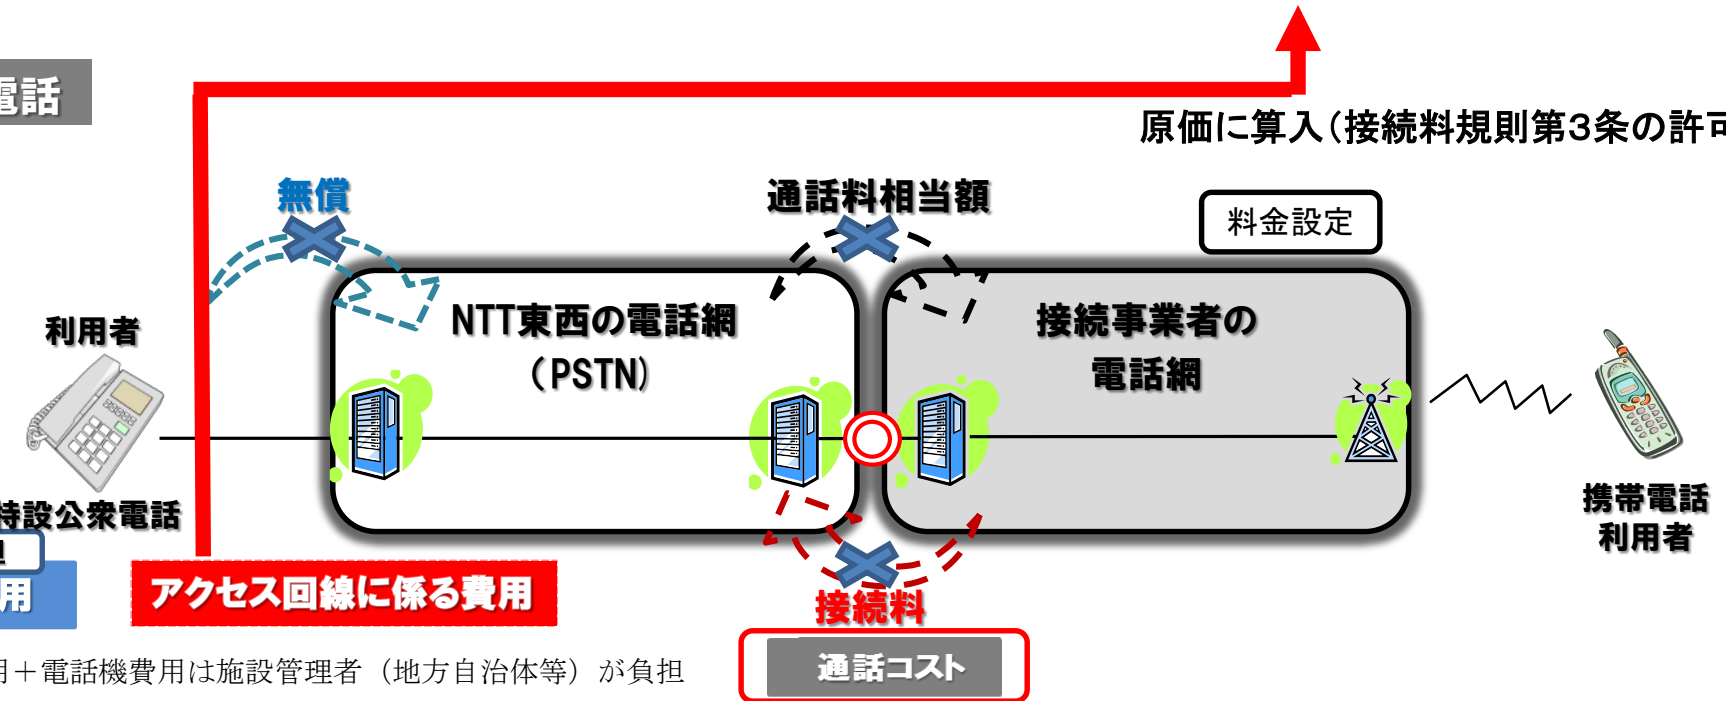 電話
原価に算入（接続料規則第3条の許可
無償
通話料相当額
料金設定
NTT東西の電話網
（PSTN)
接続事業者の
電話網
利用者
特設公衆電話
用
アクセス回線に係る費用
接続料
通話コスト
携帯電話
利用者
用＋電話機費用は施設管理者（地方自治体等）が負担